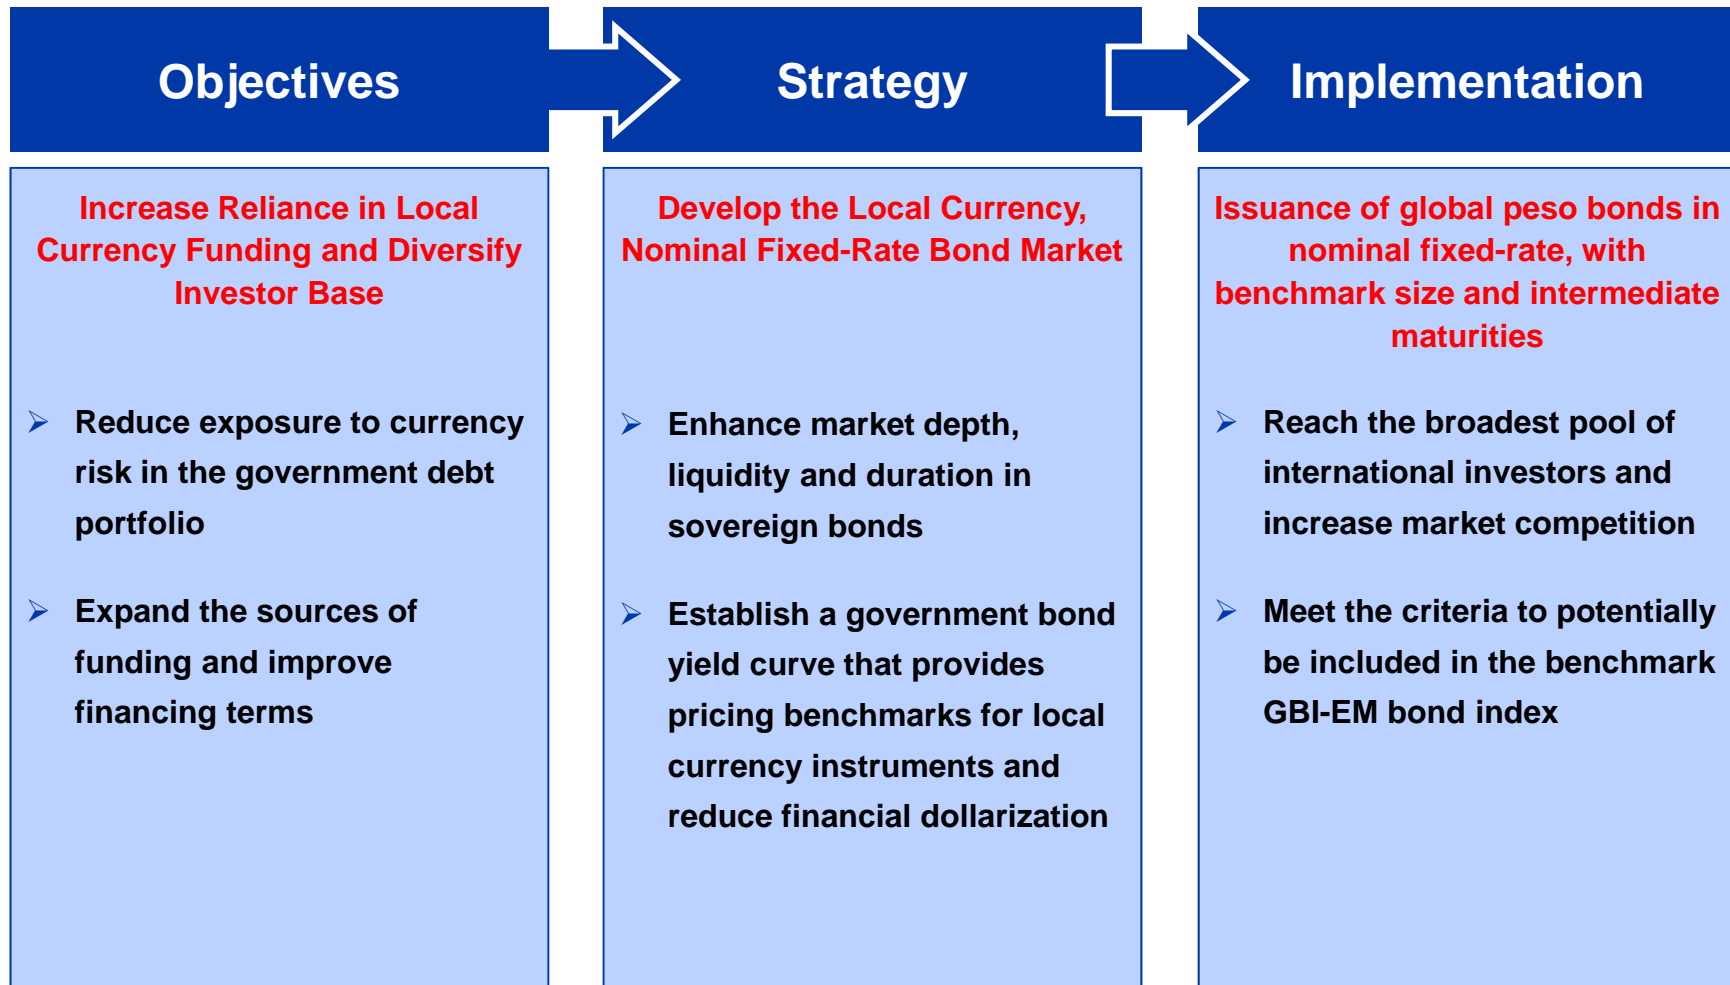 Objectives
Increase Reliance in Local
Currency Funding and Diversify
Investor Base
➢ Reduce exposure to currency
risk in the government debt
portfolio
➢ Expand the sources of
funding and improve
financing terms
Strategy
Develop the Local Currency,
Nominal Fixed-Rate Bond Market
➢ Enhance market depth,
liquidity and duration in
sovereign bonds
➢ Establish a government bond
yield curve that provides
pricing benchmarks for local
currency instruments and
reduce financial dollarization
Implementation
Issuance of global peso bonds in
nominal fixed-rate, with
benchmark size and intermediate
maturities
➢ Reach the broadest pool of
international investors and
increase market competition
➢ Meet the criteria to potentially
be included in the benchmark
GBI-EM bond index